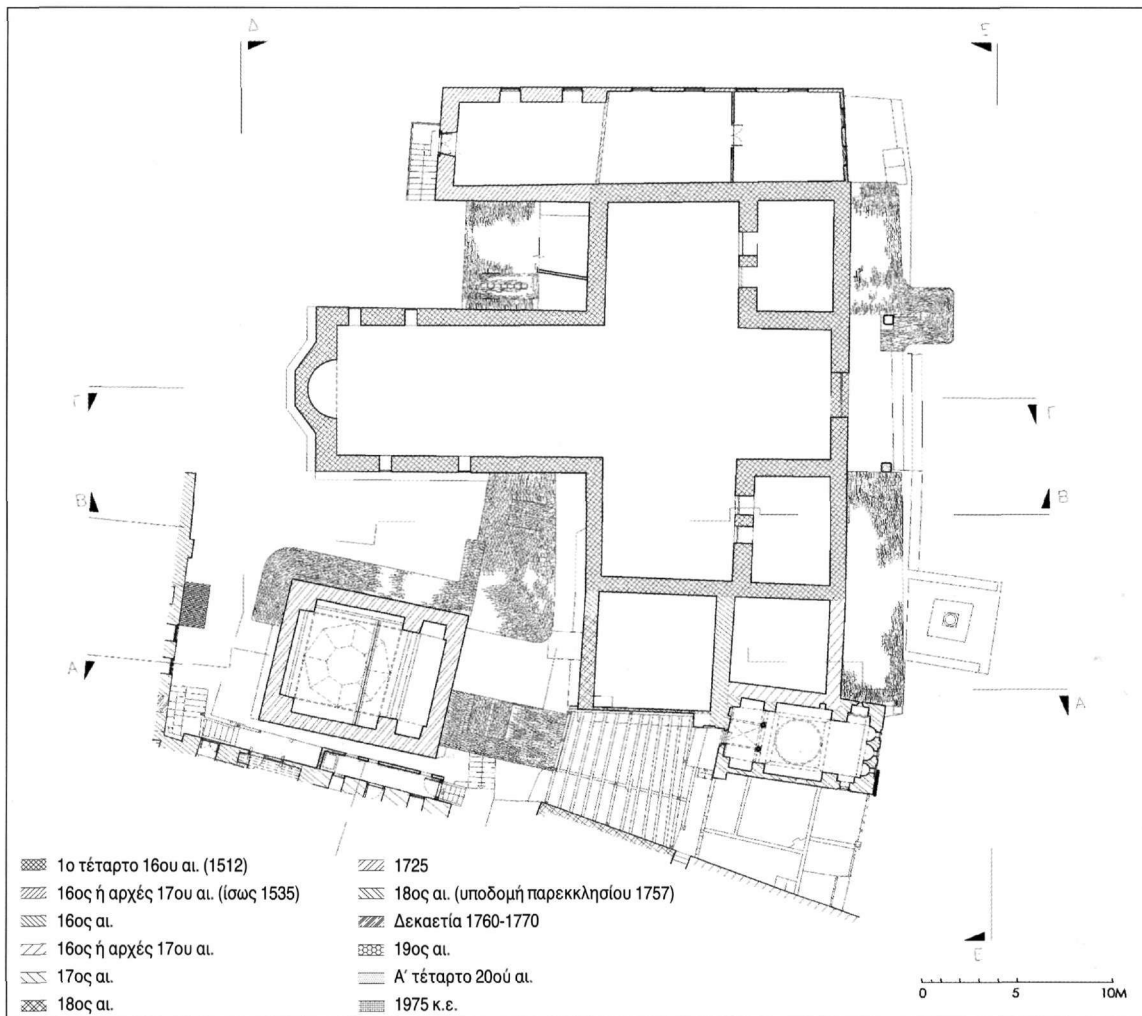 Δ
Ε
Γ
Γ
Β
Β
Α
Α
Ε
1ο τέταρτο 16ου αι. (1512)
16ος ή αρχές 17ου αι. (ίσως 1535)
16ος αι.
16ος ή αρχές 17ου αι.
17ος αι.
18ος αι.
1725
18ος αι. (υποδομή παρεκκλησίου 1757)
Δεκαετία 1760-1770
19ος αι.
Α΄ τέταρτο 20ού αι.
1975 κ.ε.
0 5 10M